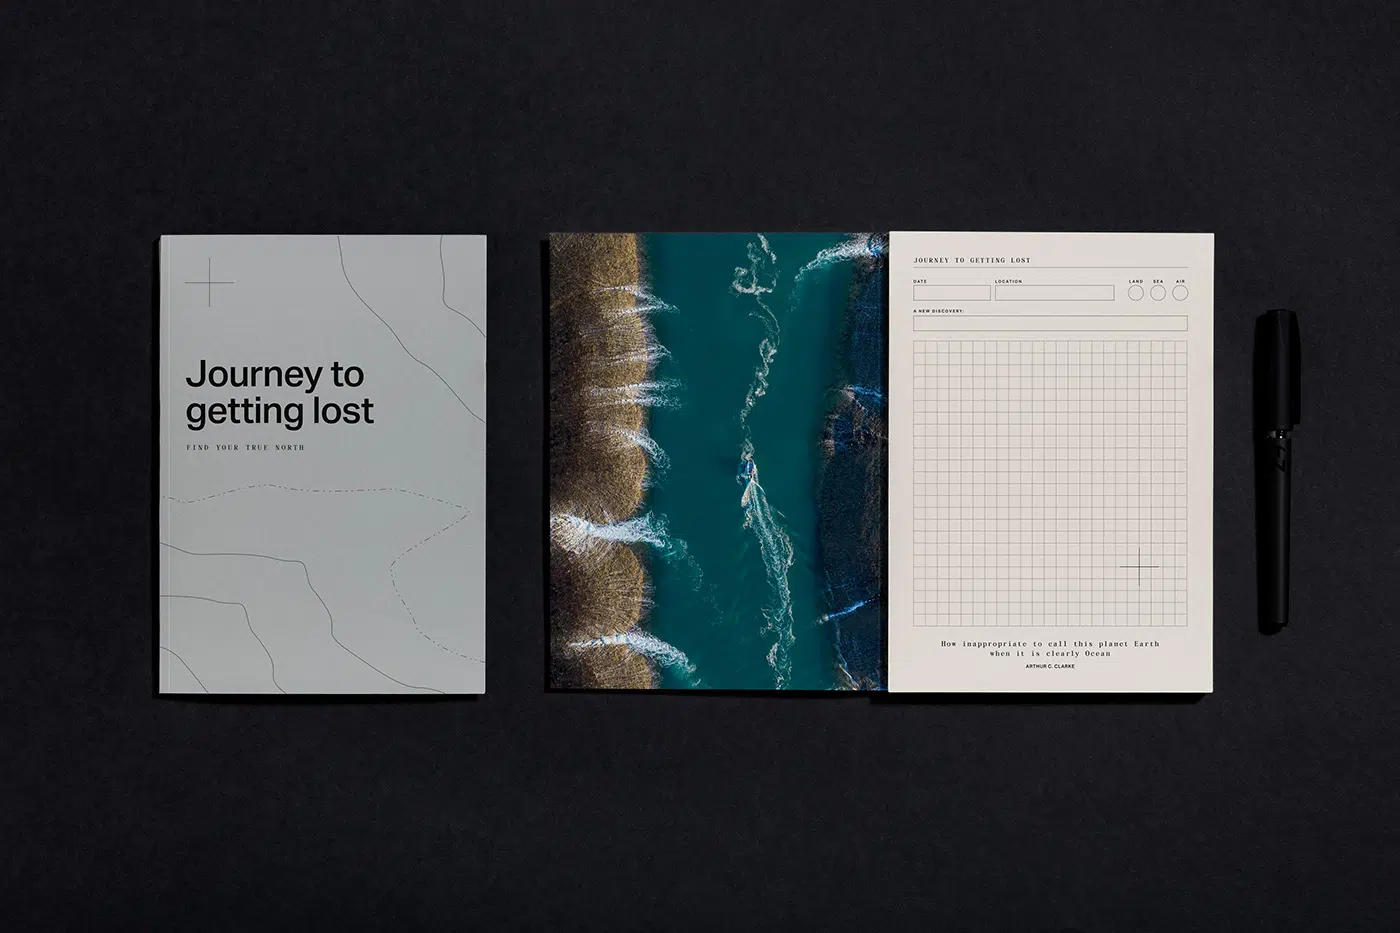 Journey to
getting lost
FIND YOUR TRUE NORTH
JOURNEY TO GETTING LOST
DATE
LOCATION
LAND
SEA
AIR
A NEW DISCOVERY:
How inappropriate to call this planet Earth
when it is clearly Ocean
ARTHUR C. CLARKE